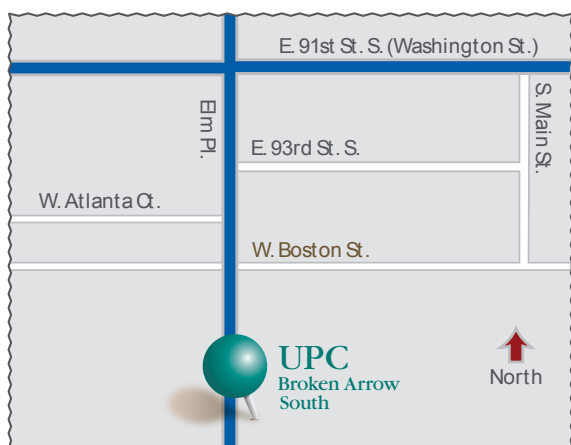 E. 91st St. S. (Washington St.)
Elm Pl.
S. Main St.
E. 93rd St. S.
W. Atlanta Ct.
W. Boston St.
UPC
Broken Arrow
South
North